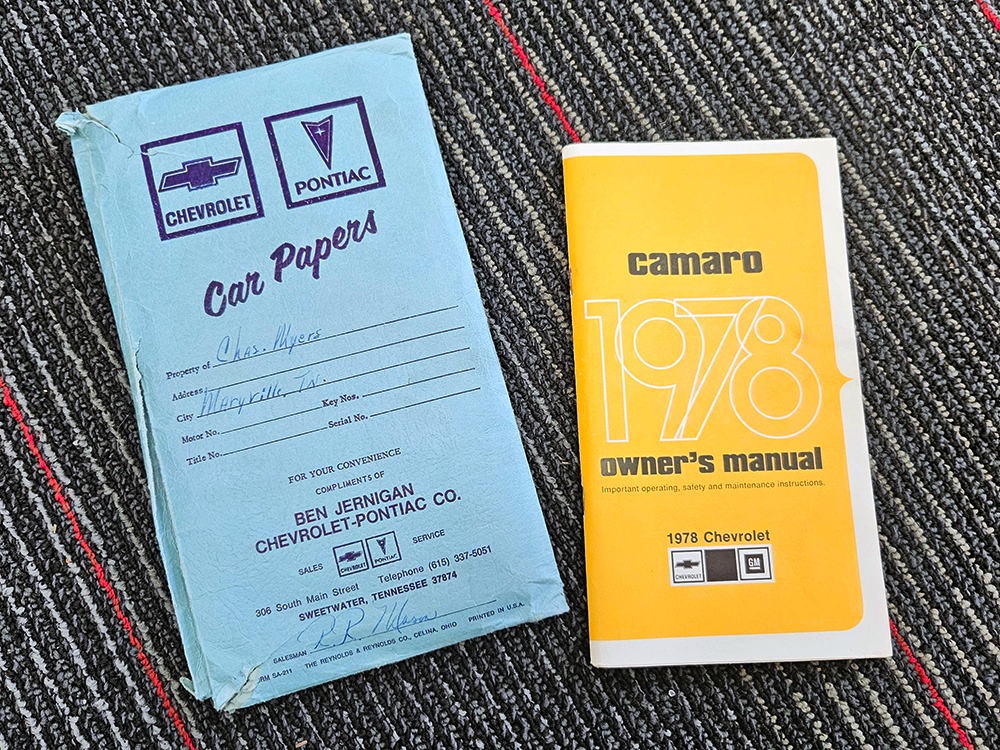 CHEVROLET
PONTIAC
Car Papers
Property of Chas. Myers
Address
City Maryville, TN.
Motor No. Key Nos.
Title No. Serial No.
FOR YOUR CONVENIENCE
COMPLIMENTS OF
BEN JERNIGAN
CHEVROLET-PONTIAC CO.
SALES CHEVROLET PONTIAC SERVICE
306 South Main Street Telephone (615) 337-5051
SWEETWATER, TENNESSEE 37874
SALESMAN R.R.
THE REYNOLDS & REYNOLDS CO., CELINA, OHIO PRINTED IN U.S.A.
SA-211
camaro
1978
owner's manual
Important operating, safety and maintenance instructions.
1978 Chevrolet
CHEVROLET GM